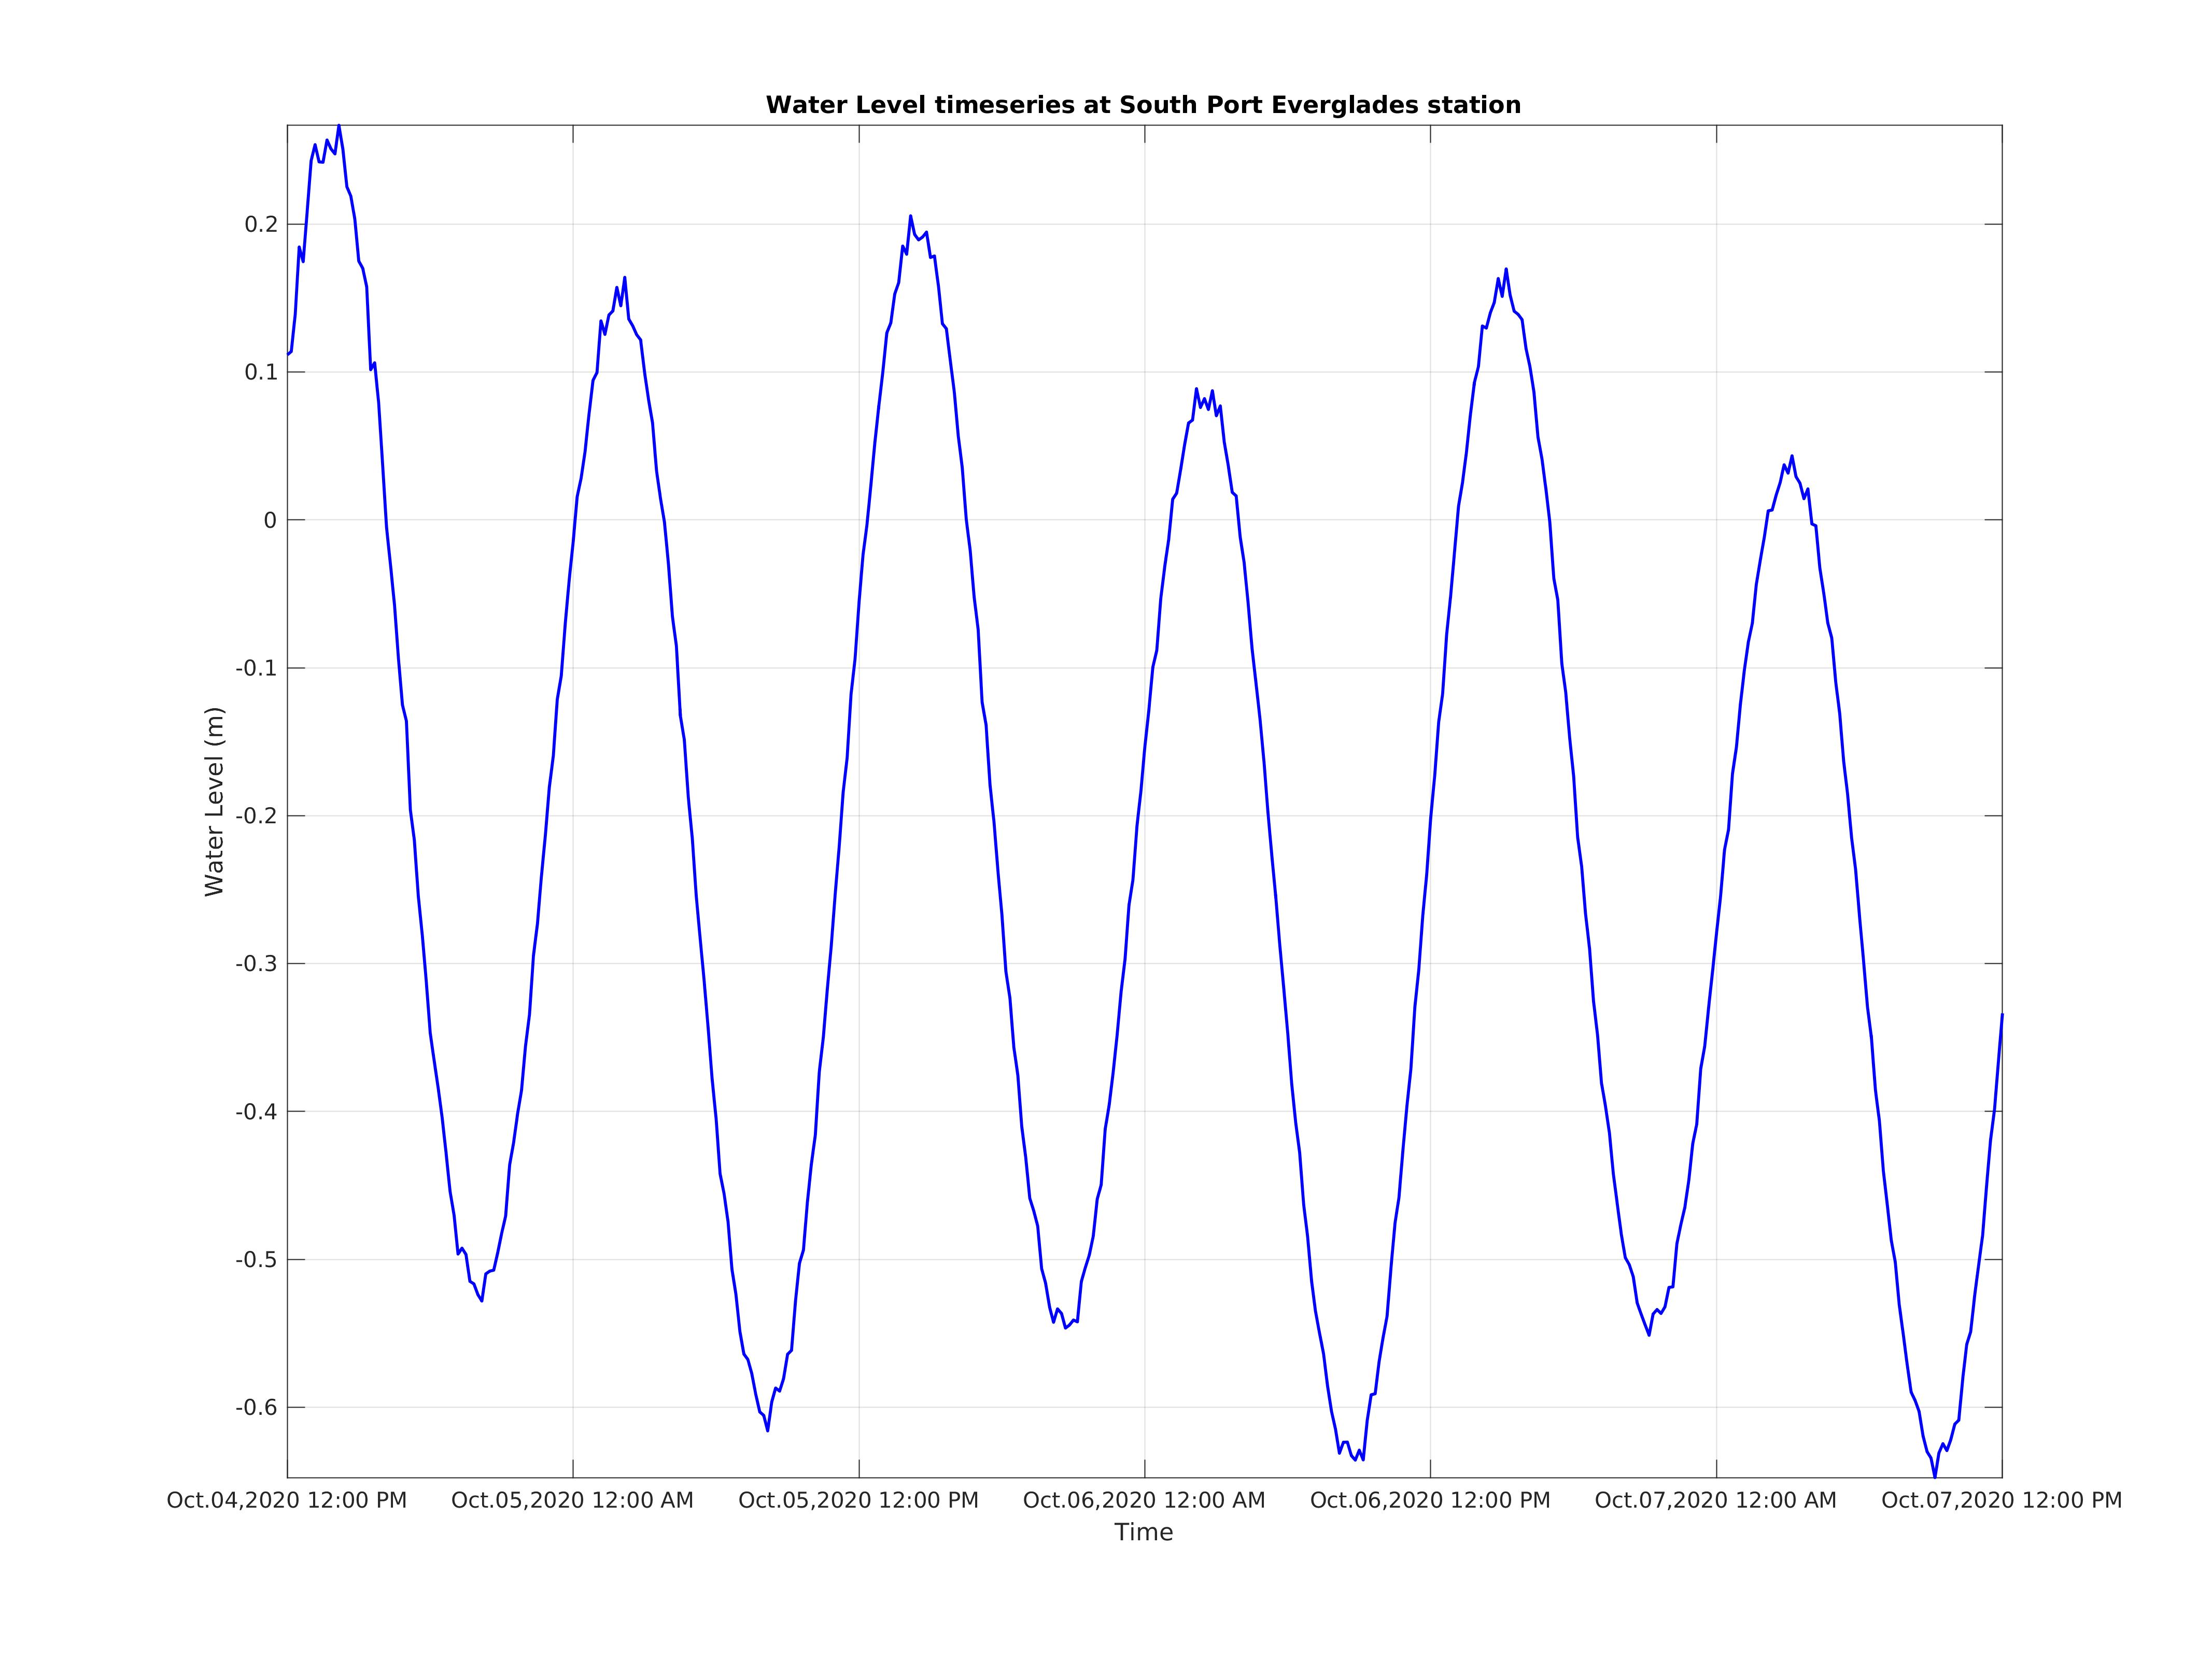 Water Level timeseries at South Port Everglades station
0.2
0.1
0
-0.1
-0.2
-0.3
-0.4
-0.5
-0.6
Water Level (m)
Oct.04,2020 12:00 PM
Oct.05,2020 12:00 AM
Oct.05,2020 12:00 PM
Oct.06,2020 12:00 AM
Oct.06,2020 12:00 PM
Oct.07,2020 12:00 AM
Oct.07,2020 12:00 PM
Time